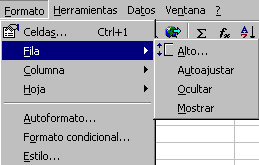 Formato Herramientas Datos Ventana ?
Celdas... Ctrl+1
Fila
Columna
Hoja
Autoformato...
Formato condicional...
Estilo...
Alto...
Autoajustar
Ocultar
Mostrar